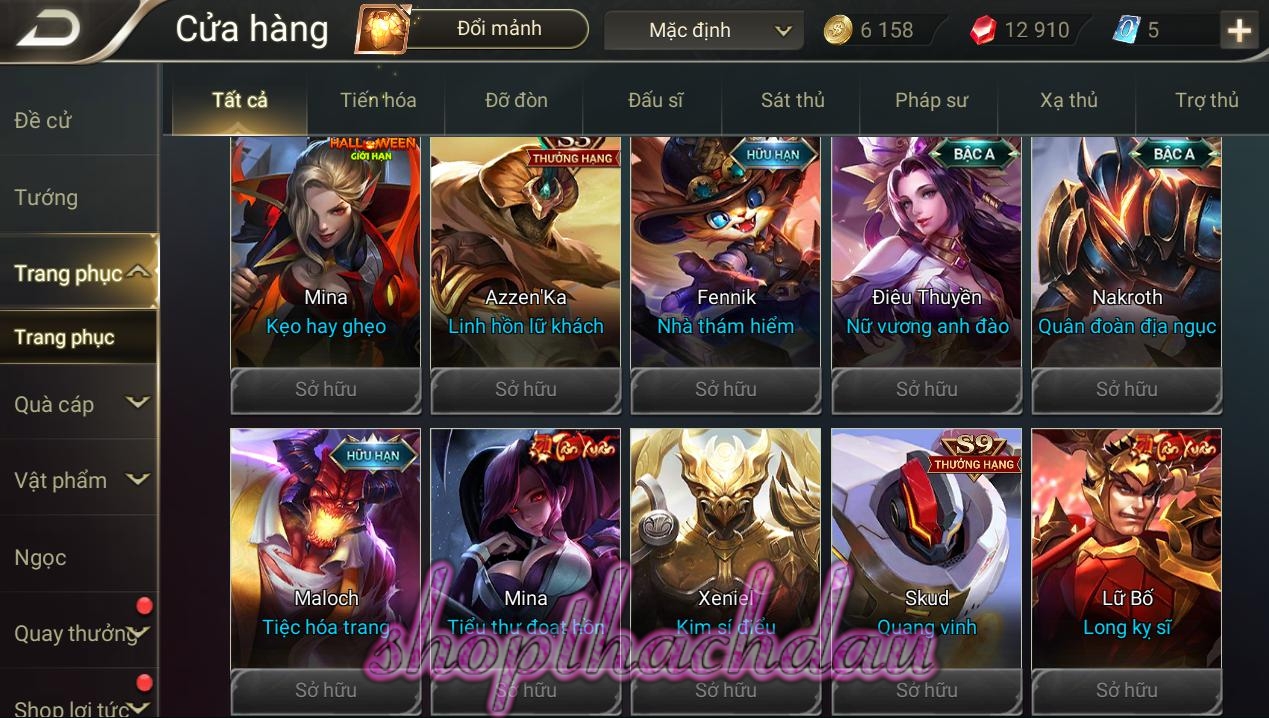 Cửa hàng
Đổi mảnh
Mặc định
6 158
12 910
5
Đề cử
Tướng
Trang phục
Trang phục
Quà cáp
Vật phẩm
Ngọc
Quay thưởng
Shop lợi tức
Tất cả
Tiến hóa
Đỡ đòn
Đấu sĩ
Sát thủ
Pháp sư
Xạ thủ
Trợ thủ
HALLOWEEN
GIỚI HẠN
Mina
Kẹo hay ghẹo
Sở hữu
THƯỞNG HẠNG
Azzen'Ka
Linh hồn lữ khách
Sở hữu
HỮU HẠN
Fennik
Nhà thám hiểm
Sở hữu
BẬC A
Điêu Thuyền
Nữ vương anh đào
Sở hữu
BẬC A
Nakroth
Quân đoàn địa ngục
Sở hữu
HỮU HẠN
Maloch
Tiệc hóa trang
Sở hữu
Tân Xuân
Mina
Tiểu thư đoạt hồn
Sở hữu
Xeniel
Kim sí điểu
Sở hữu
S9
THƯỞNG HẠNG
Skud
Quang vinh
Sở hữu
Tân Xuân
Lữ Bố
Long kỵ sĩ
Sở hữu
shopthachdau